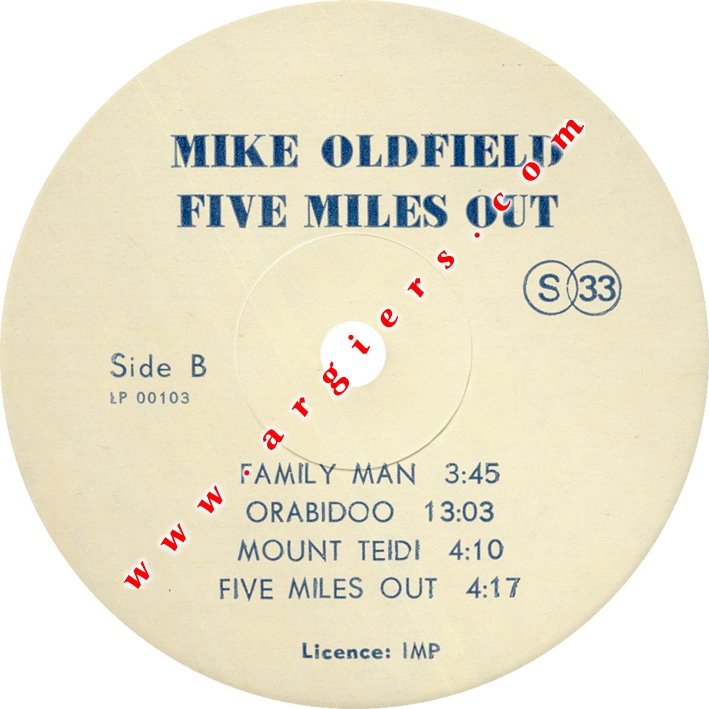 MIKE OLDFIELD
FIVE MILES OUT
S 33
Side B
LP 00103
FAMILY MAN 3:45
ORABIDOO 13:03
MOUNT TEIDI 4:10
FIVE MILES OUT 4:17
Licence: IMP
www.argiers.com